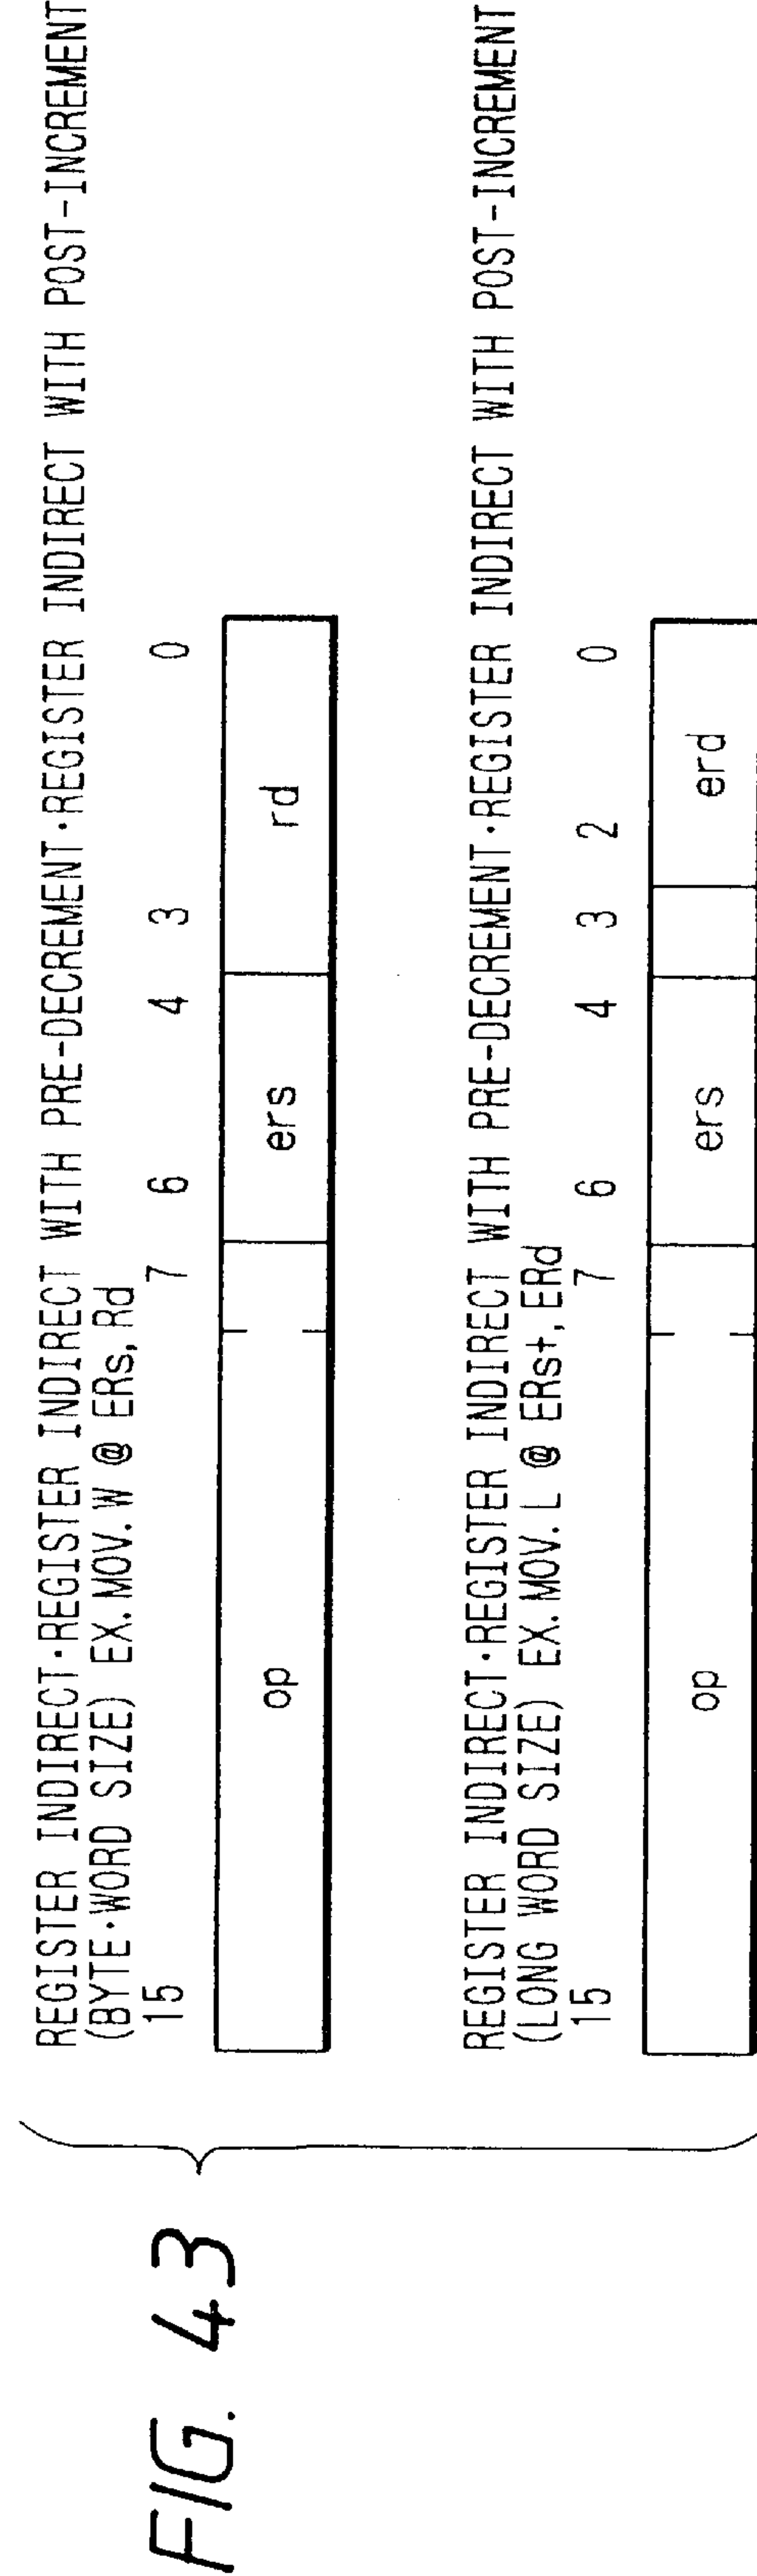 FIG. 43
REGISTER INDIRECT·REGISTER INDIRECT WITH PRE-DECREMENT·REGISTER INDIRECT WITH POST-INCREMENT
(BYTE·WORD SIZE) EX. MOV. W @ ERs, Rd
15 7 6 4 3 0
op ers rd
REGISTER INDIRECT·REGISTER INDIRECT WITH PRE-DECREMENT·REGISTER INDIRECT WITH POST-INCREMENT
(LONG WORD SIZE) EX. MOV. L @ ERs+, ERd
15 7 6 4 3 2 0
op ers erd